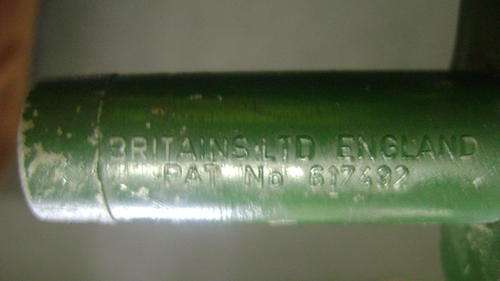 BRITAINS LTD ENGLAND
PAT No 617492